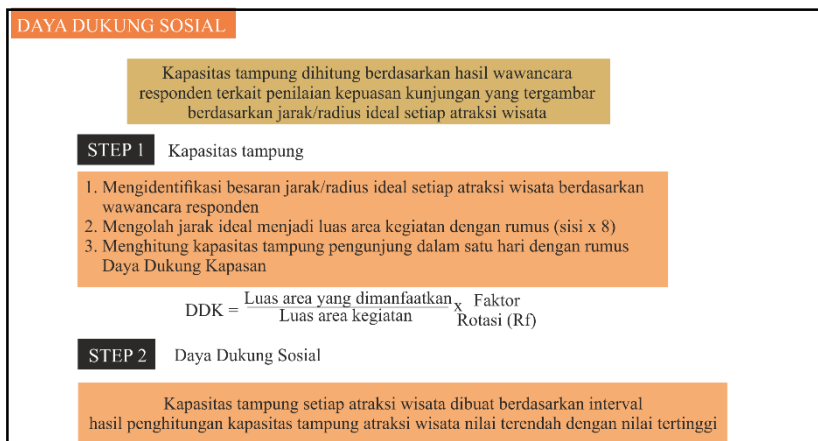 DAYA DUKUNG SOSIAL
Kapasitas tampung dihitung berdasarkan hasil wawancara
responden terkait penilaian kepuasan kunjungan yang tergambar
berdasarkan jarak/radius ideal setiap atraksi wisata
STEP 1 Kapasitas tampung
1. Mengidentifikasi besaran jarak/radius ideal setiap atraksi wisata berdasarkan
wawancara responden
2. Mengolah jarak ideal menjadi luas area kegiatan dengan rumus (sisi x 8)
3. Menghitung kapasitas tampung pengunjung dalam satu hari dengan rumus
Daya Dukung Kapasan
DDK = Luas area yang dimanfaatkan x Faktor
Luas area kegiatan Rotasi (Rf)
STEP 2 Daya Dukung Sosial
Kapasitas tampung setiap atraksi wisata dibuat berdasarkan interval
hasil penghitungan kapasitas tampung atraksi wisata nilai terendah dengan nilai tertinggi